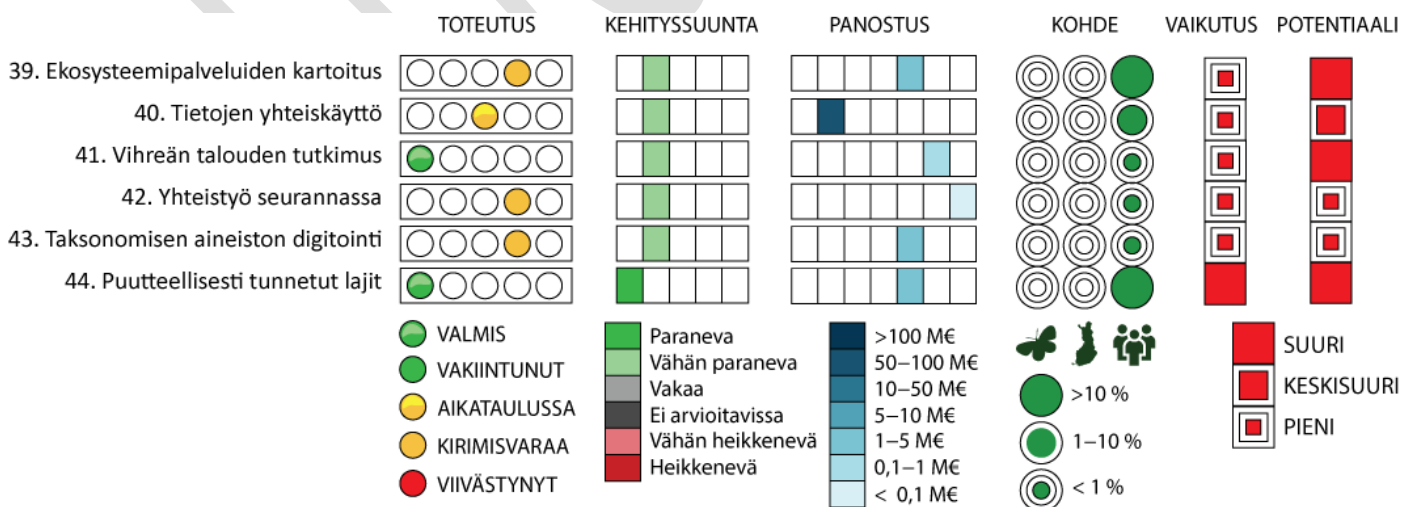 TOTEUTUS KEHITYSSUUNTA PANOSTUS KOHDE VAIKUTUS POTENTIAALI
39. Ekosysteemipalveluiden kartoitus
40. Tietojen yhteiskäyttö
41. Vihreän talouden tutkimus
42. Yhteistyö seurannassa
43. Taksonomisen aineiston digitointi
44. Puutteellisesti tunnetut lajit
VALMIS
VAKIINTUNUT
AIKATAULUSSA
KIRIMISVARAA
VIIVÄSTYNYT
Paraneva
Vähän paraneva
Vakaa
Ei arvioitavissa
Vähän heikkenevä
Heikkenevä
>100 M€
50–100 M€
10–50 M€
5–10 M€
1–5 M€
0,1–1 M€
< 0,1 M€
>10 %
1–10 %
< 1 %
SUURI
KESKISUURI
PIENI